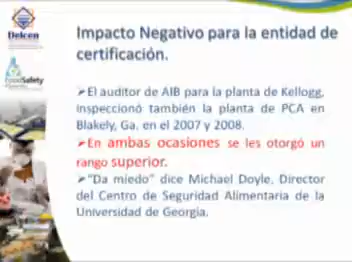 Delcen
FoodSafety
Impacto Negativo para la entidad de
certificación.
➢El auditor de AIB para la planta de Kellogg,
inspeccionó también la planta de PCA en
Blakely, Ga. en el 2007 y 2008.
➢En ambas ocasiones se les otorgó un
rango superior.
➢"Da miedo" dice Michael Doyle, Director
del Centro de Seguridad Alimentaria de la
Universidad de Georgia.